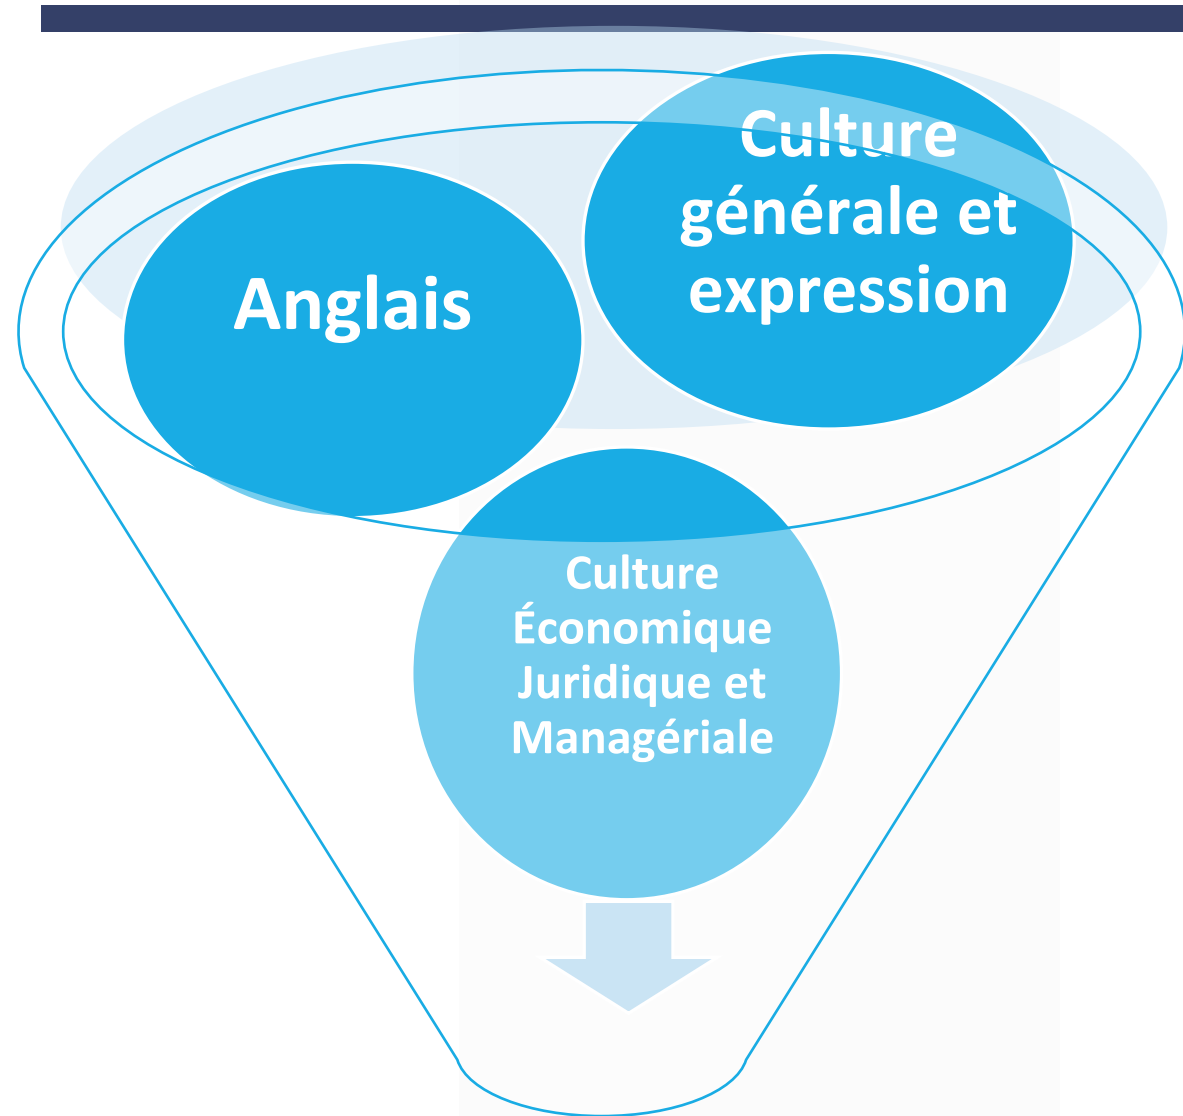 Culture
générale et
expression
Anglais
Culture
Économique
Juridique et
Managériale